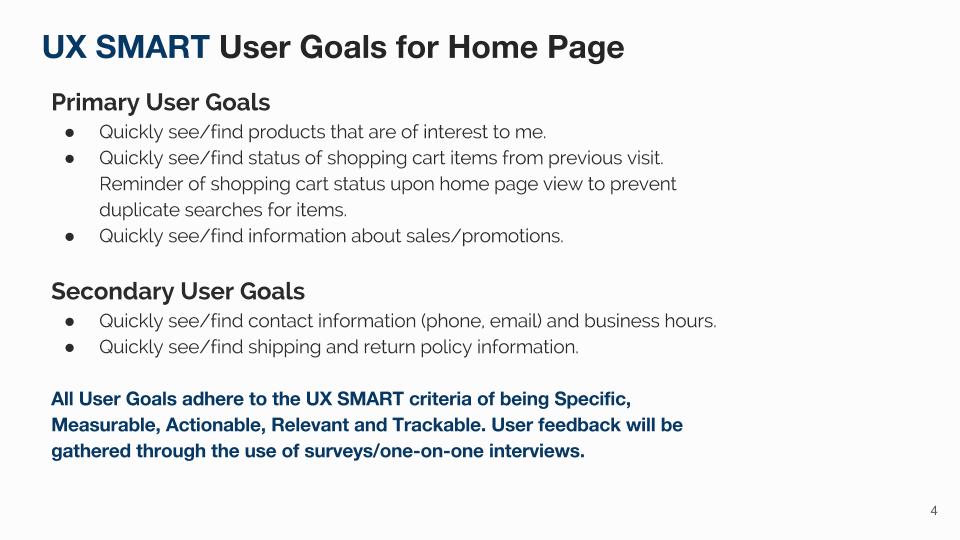 UX SMART User Goals for Home Page
Primary User Goals
● Quickly see/find products that are of interest to me.
● Quickly see/find status of shopping cart items from previous visit.
Reminder of shopping cart status upon home page view to prevent
duplicate searches for items.
● Quickly see/find information about sales/promotions.
Secondary User Goals
● Quickly see/find contact information (phone, email) and business hours.
● Quickly see/find shipping and return policy information.
All User Goals adhere to the UX SMART criteria of being Specific,
Measurable, Actionable, Relevant and Trackable. User feedback will be
gathered through the use of surveys/one-on-one interviews.
4